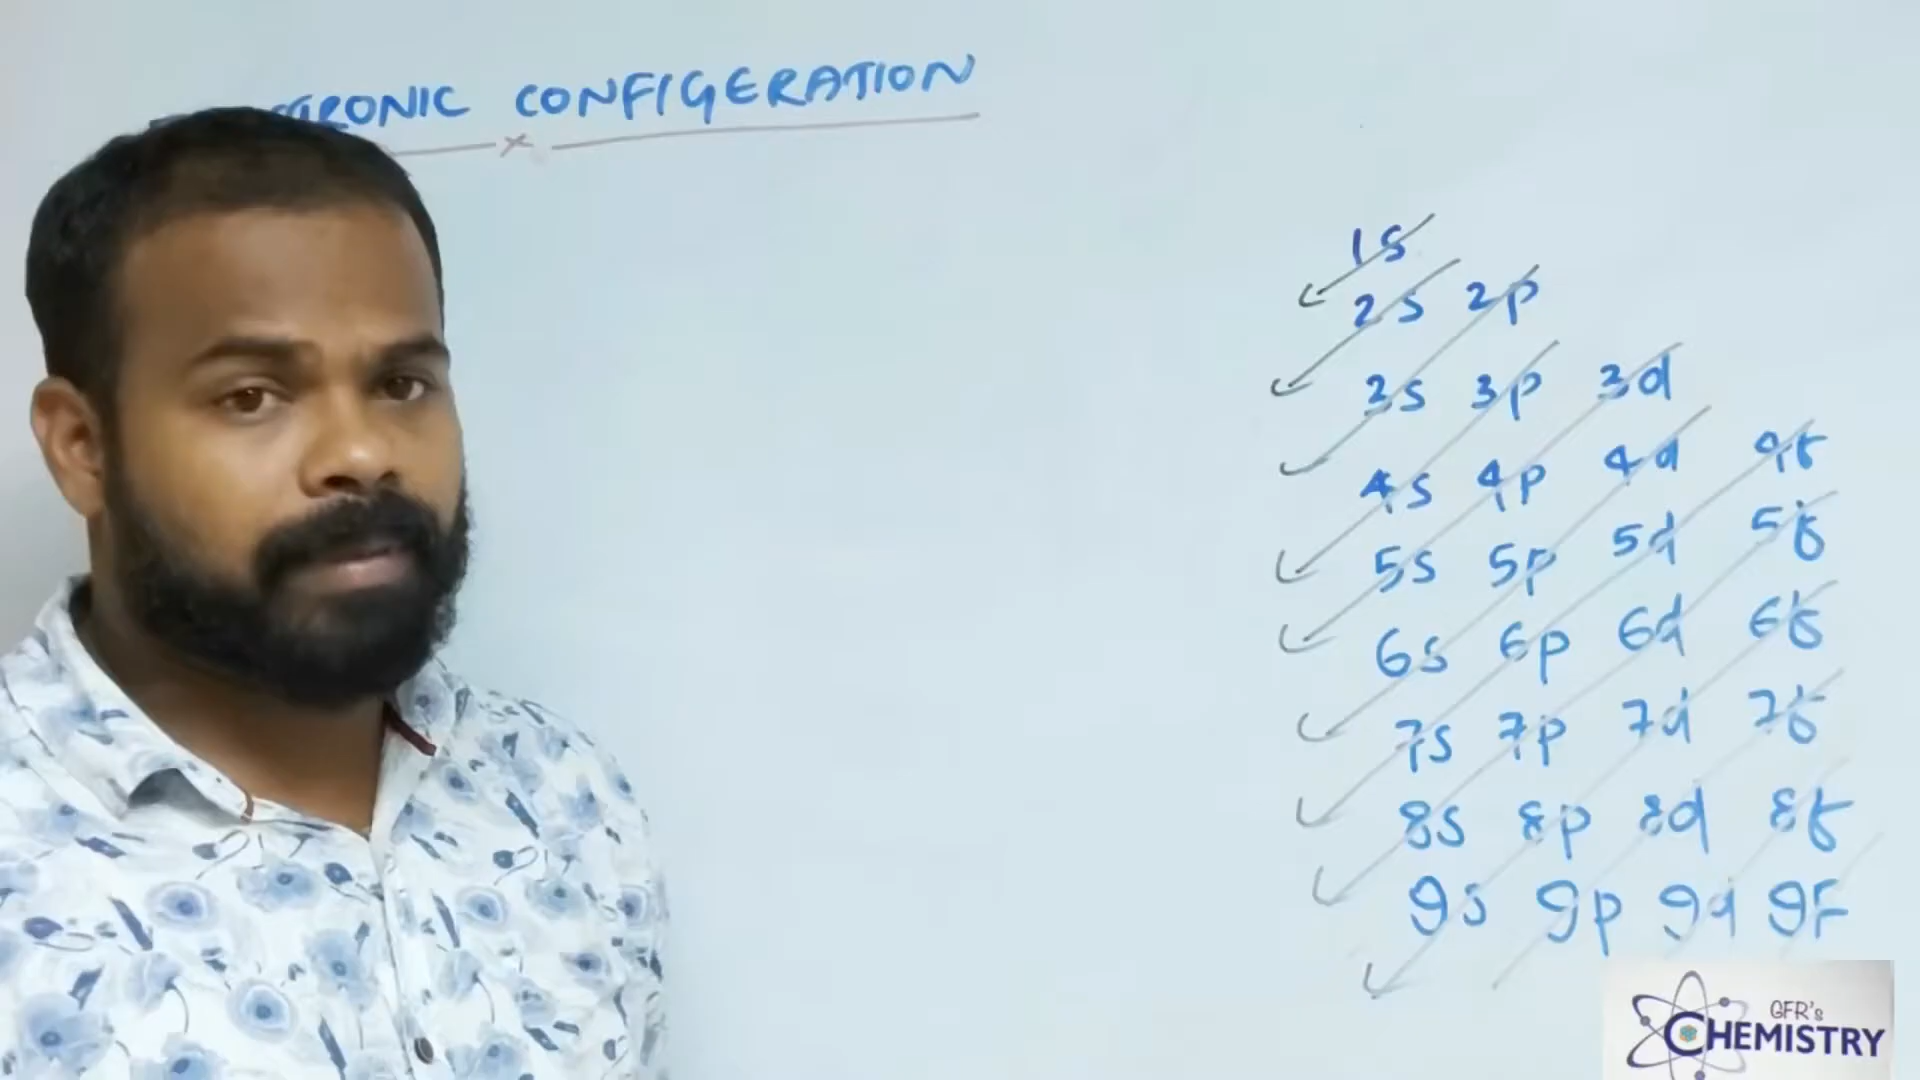 CONFIGERATION
1s
2s 2p
3s 3p 3d
4s 4p 4d 4f
5s 5p 5d 5f
6s 6p 6d 6f
7s 7p 7d 7f
8s 8p 8d 8f
9s 9p 9d 9f
GFR's
CHEMISTRY